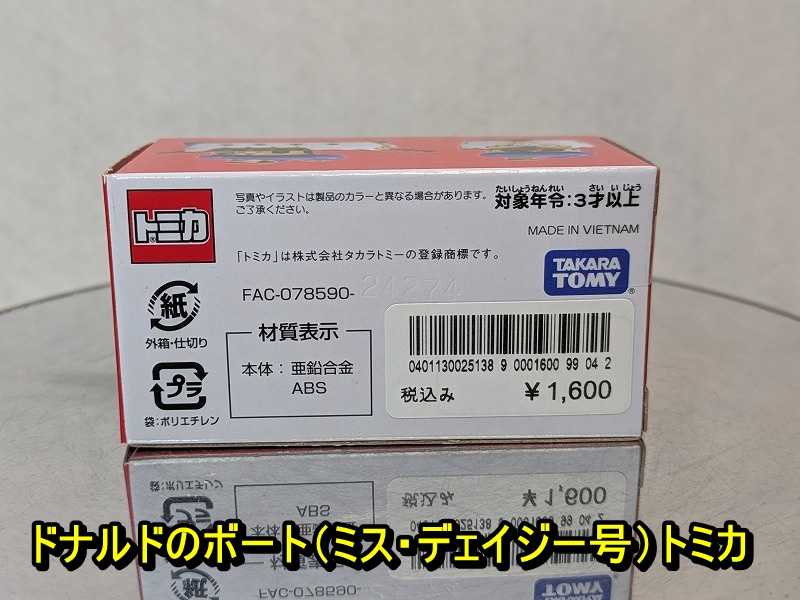 トミカ
写真やイラストは製品のカラーと異なる場合があります。
ご了承ください。
たいしょうねんれい さい いじょう
対象年令:3才以上
MADE IN VIETNAM
「トミカ」は株式会社タカラトミーの登録商標です。
TAKARA TOMY®
FAC-078590-
紙
外箱・仕切り
プラ
袋:ポリエチレン
材質表示
本体:亜鉛合金
ABS
0401130025138 9 0001600 99 04 2
税込み ¥1,600
ドナルドのボート(ミス・デェイジー号)トミカ